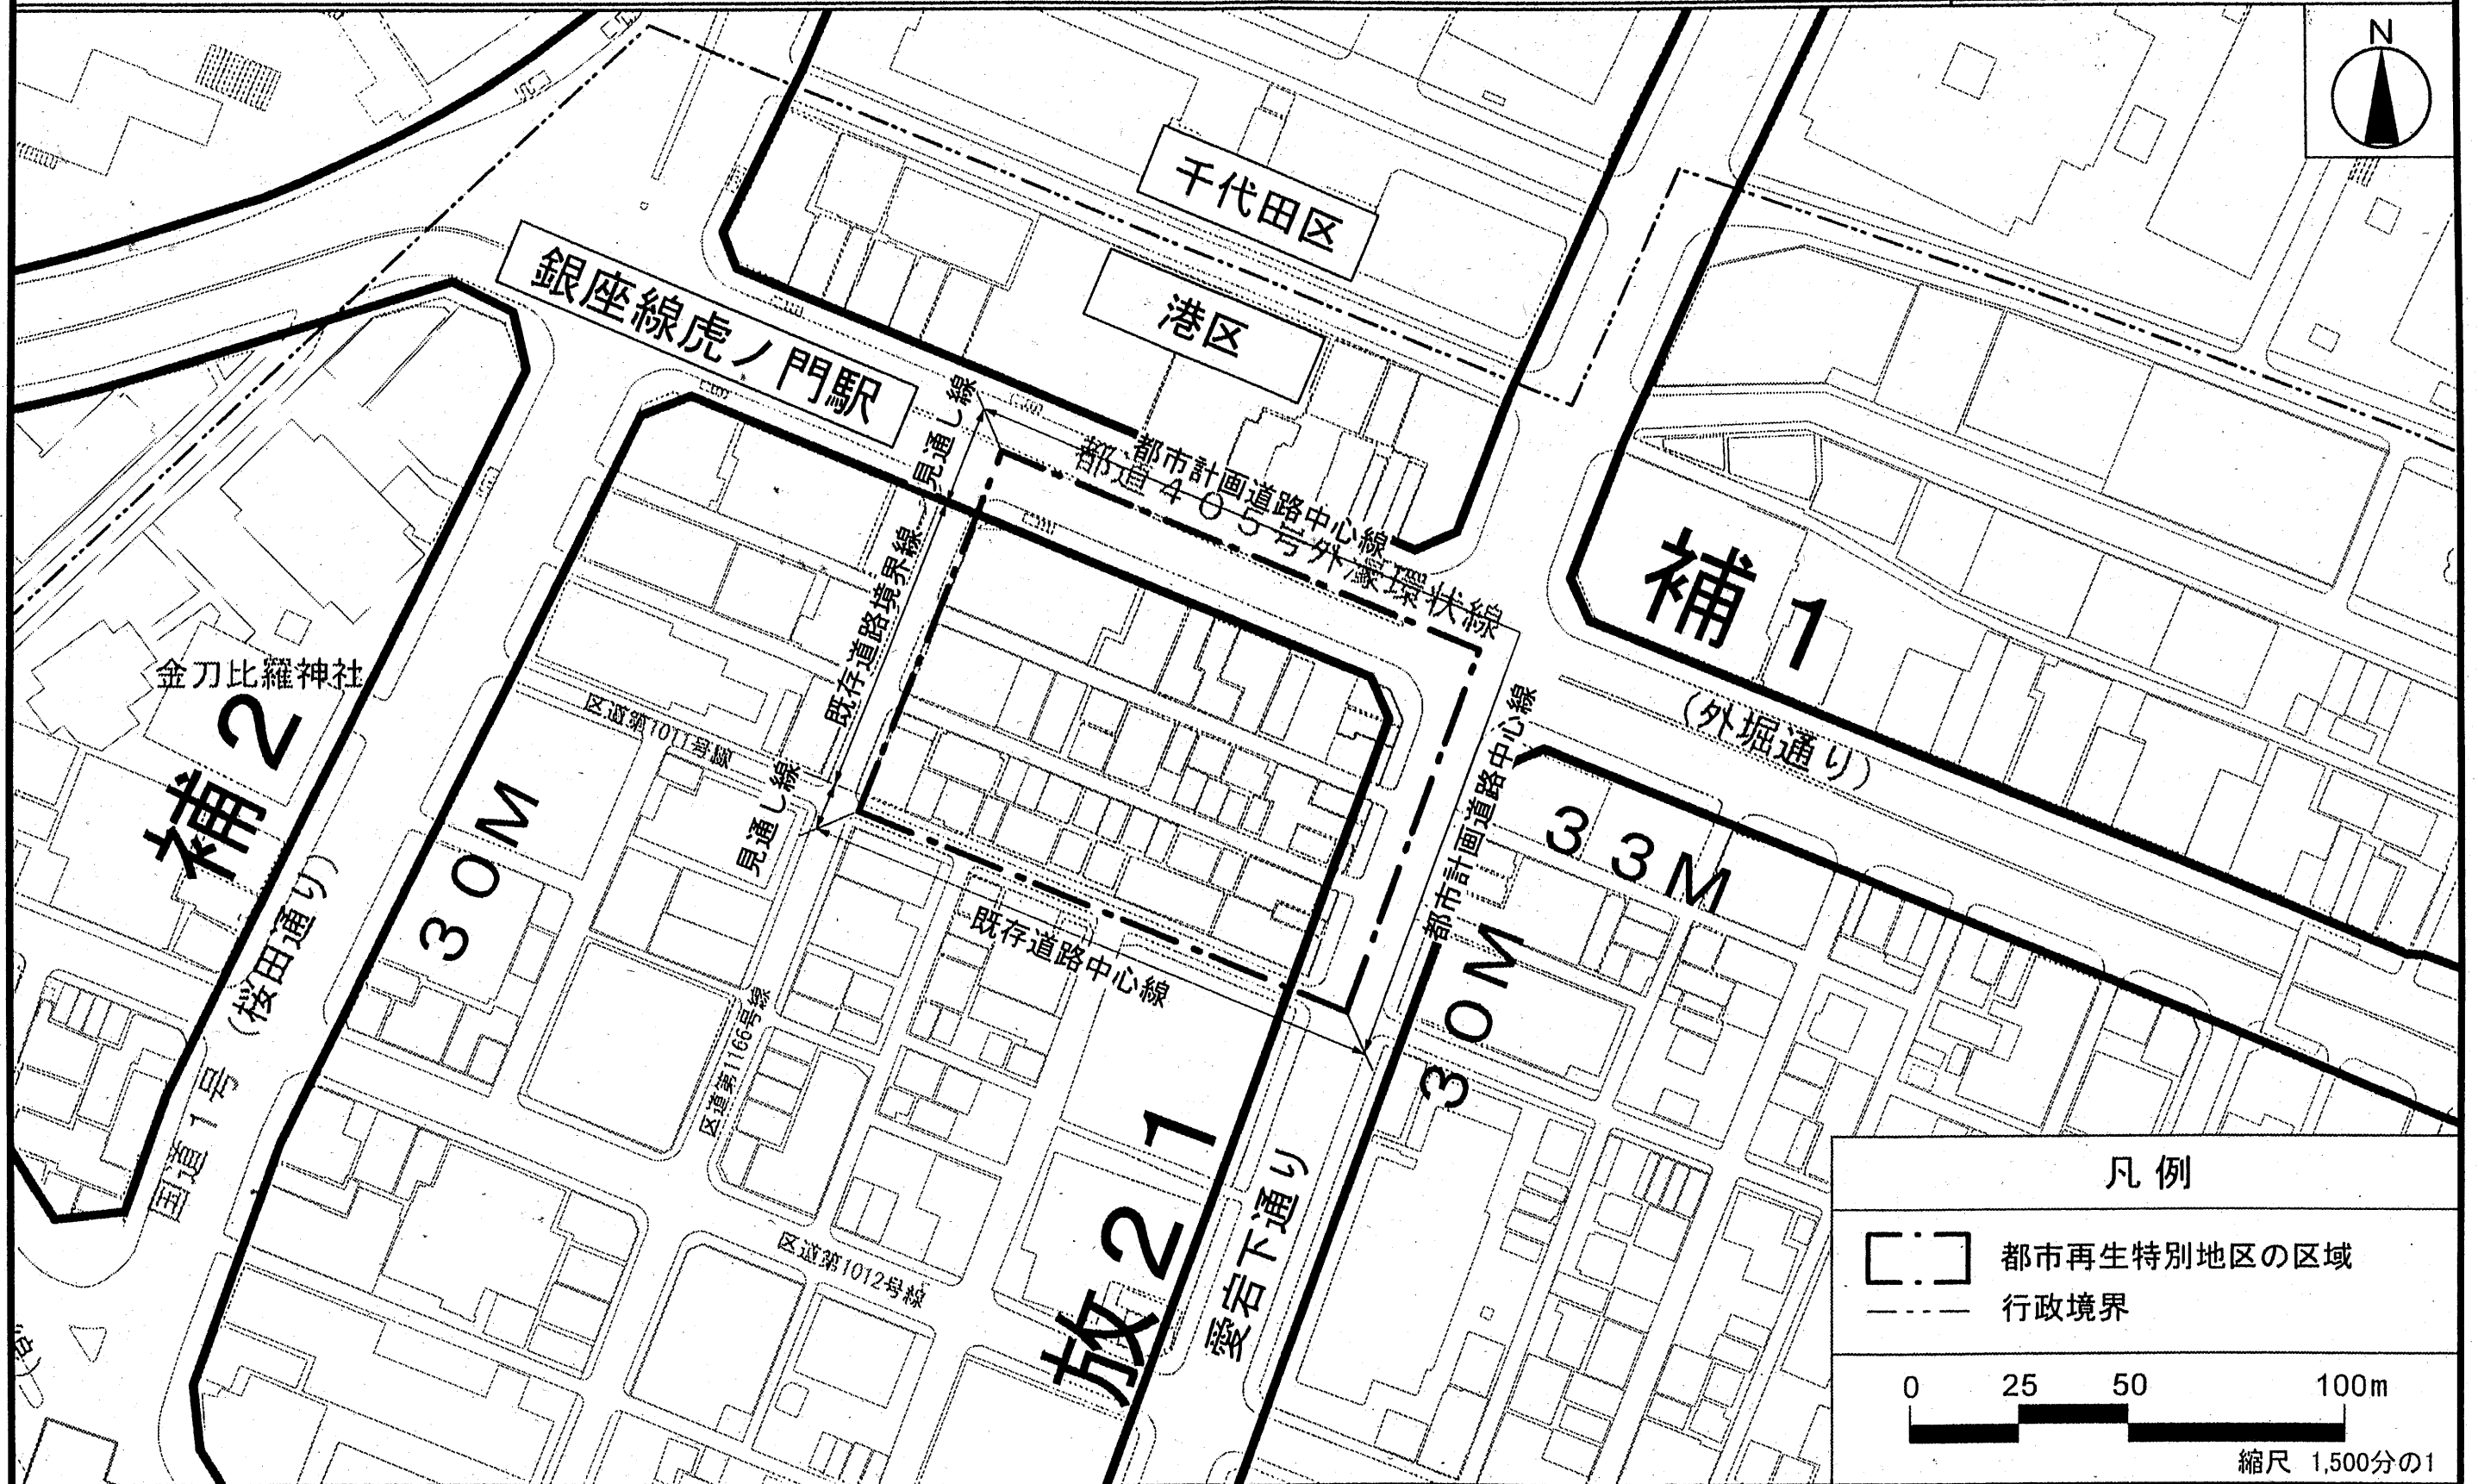 N
千代田区
港区
銀座線虎ノ門駅
見通し線
都市計画道路中心線
都道405号外濠環状線
既存道路境界線
補1
(外堀通り)
金刀比羅神社
補2
区道第1011号線
見通し線
30M
都市計画道路中心線
33M
既存道路中心線
30M
(桜田通り)
国道1号
区道第1166号線
区道第1012号線
放21
愛宕下通り
凡例
都市再生特別地区の区域
行政境界
0 25 50 100m
縮尺 1,500分の1